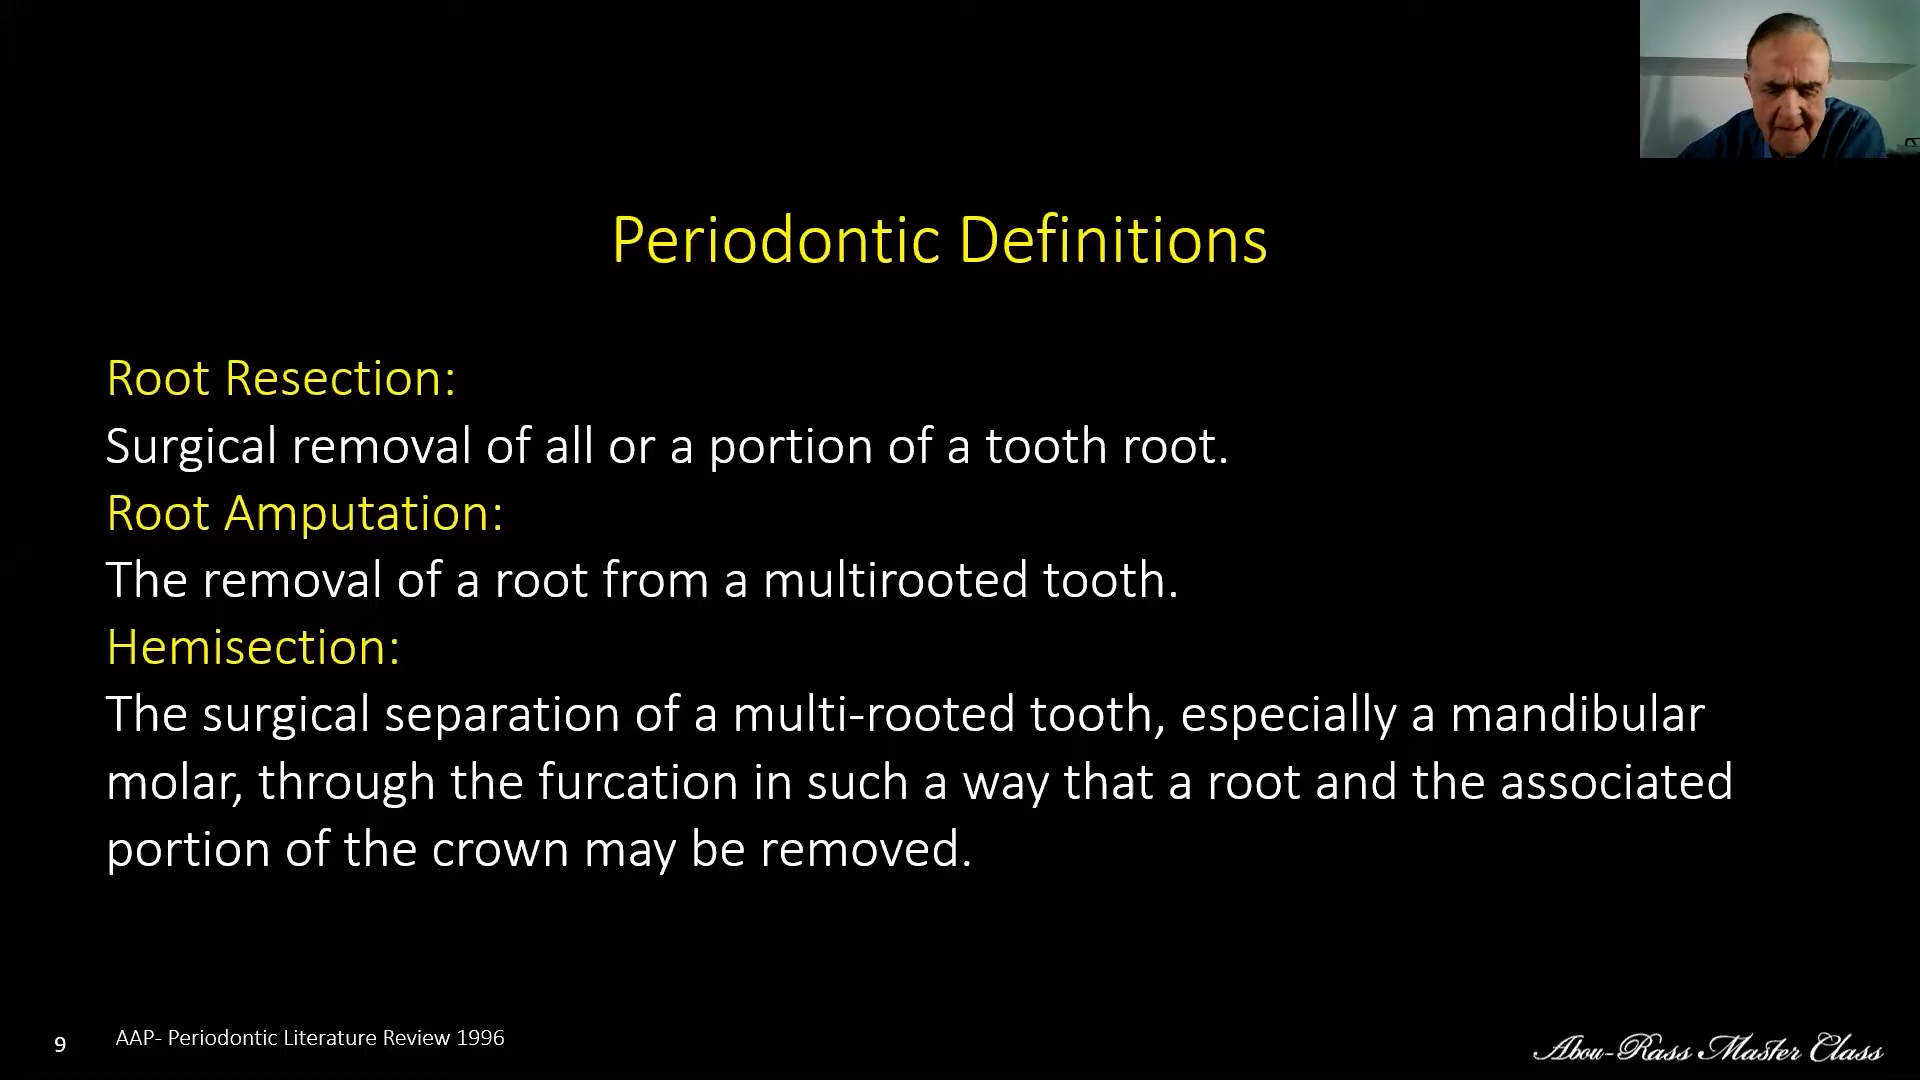 Periodontic Definitions
Root Resection:
Surgical removal of all or a portion of a tooth root.
Root Amputation:
The removal of a root from a multirooted tooth.
Hemisection:
The surgical separation of a multi-rooted tooth, especially a mandibular
molar, through the furcation in such a way that a root and the associated
portion of the crown may be removed.
9
AAP- Periodontic Literature Review 1996
Abou-Rass Master Class